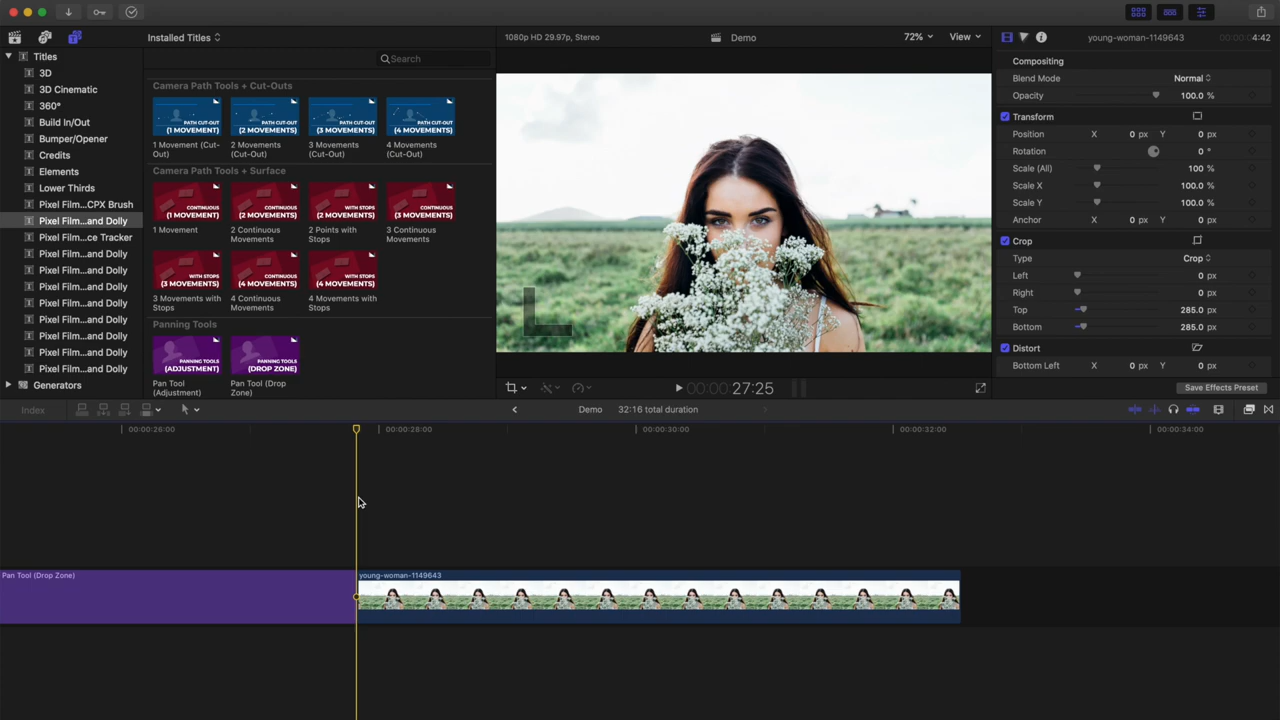 Installed Titles
1080p HD 29.97p, Stereo
Demo
72%
View
young-woman-1149643
4:42
Titles
3D
3D Cinematic
360°
Build In/Out
Bumper/Opener
Credits
Elements
Lower Thirds
Pixel Film...CPX Brush
Pixel Film...and Dolly
Pixel Film...ce Tracker
Pixel Film...and Dolly
Pixel Film...and Dolly
Pixel Film...and Dolly
Pixel Film...and Dolly
Pixel Film...and Dolly
Pixel Film...and Dolly
Pixel Film...and Dolly
Pixel Film...and Dolly
Generators
Search
Camera Path Tools + Cut-Outs
PATH CUT-OUT
(1 MOVEMENT)
PATH CUT-OUT
(2 MOVEMENTS)
PATH CUT-OUT
(3 MOVEMENTS)
PATH CUT-OUT
(4 MOVEMENTS)
1 Movement (Cut-Out)
2 Movements (Cut-Out)
3 Movements (Cut-Out)
4 Movements (Cut-Out)
Camera Path Tools + Surface
CONTINUOUS
(1 MOVEMENT)
CONTINUOUS
(2 MOVEMENTS)
WITH STOPS
(2 MOVEMENTS)
CONTINUOUS
(3 MOVEMENTS)
1 Movement
2 Continuous Movements
2 Points with Stops
3 Continuous Movements
WITH STOPS
(3 MOVEMENTS)
CONTINUOUS
(4 MOVEMENTS)
WITH STOPS
(4 MOVEMENTS)
3 Movements with Stops
4 Continuous Movements
4 Movements with Stops
Panning Tools
PANNING TOOLS
(ADJUSTMENT)
PANNING TOOLS
(DROP ZONE)
Pan Tool (Adjustment)
Pan Tool (Drop Zone)
00:00:27:25
Compositing
Blend Mode Normal
Opacity 100.0 %
Transform
Position X 0 px Y 0 px
Rotation 0 °
Scale (All) 100 %
Scale X 100.0 %
Scale Y 100.0 %
Anchor X 0 px Y 0 px
Crop
Type Crop
Left 0 px
Right 0 px
Top 285.0 px
Bottom 285.0 px
Distort
Bottom Left X 0 px Y 0 px
Save Effects Preset
Index
Demo
32:16 total duration
00:00:26:00
00:00:28:00
00:00:30:00
00:00:32:00
00:00:34:00
Pan Tool (Drop Zone)
young-woman-1149643